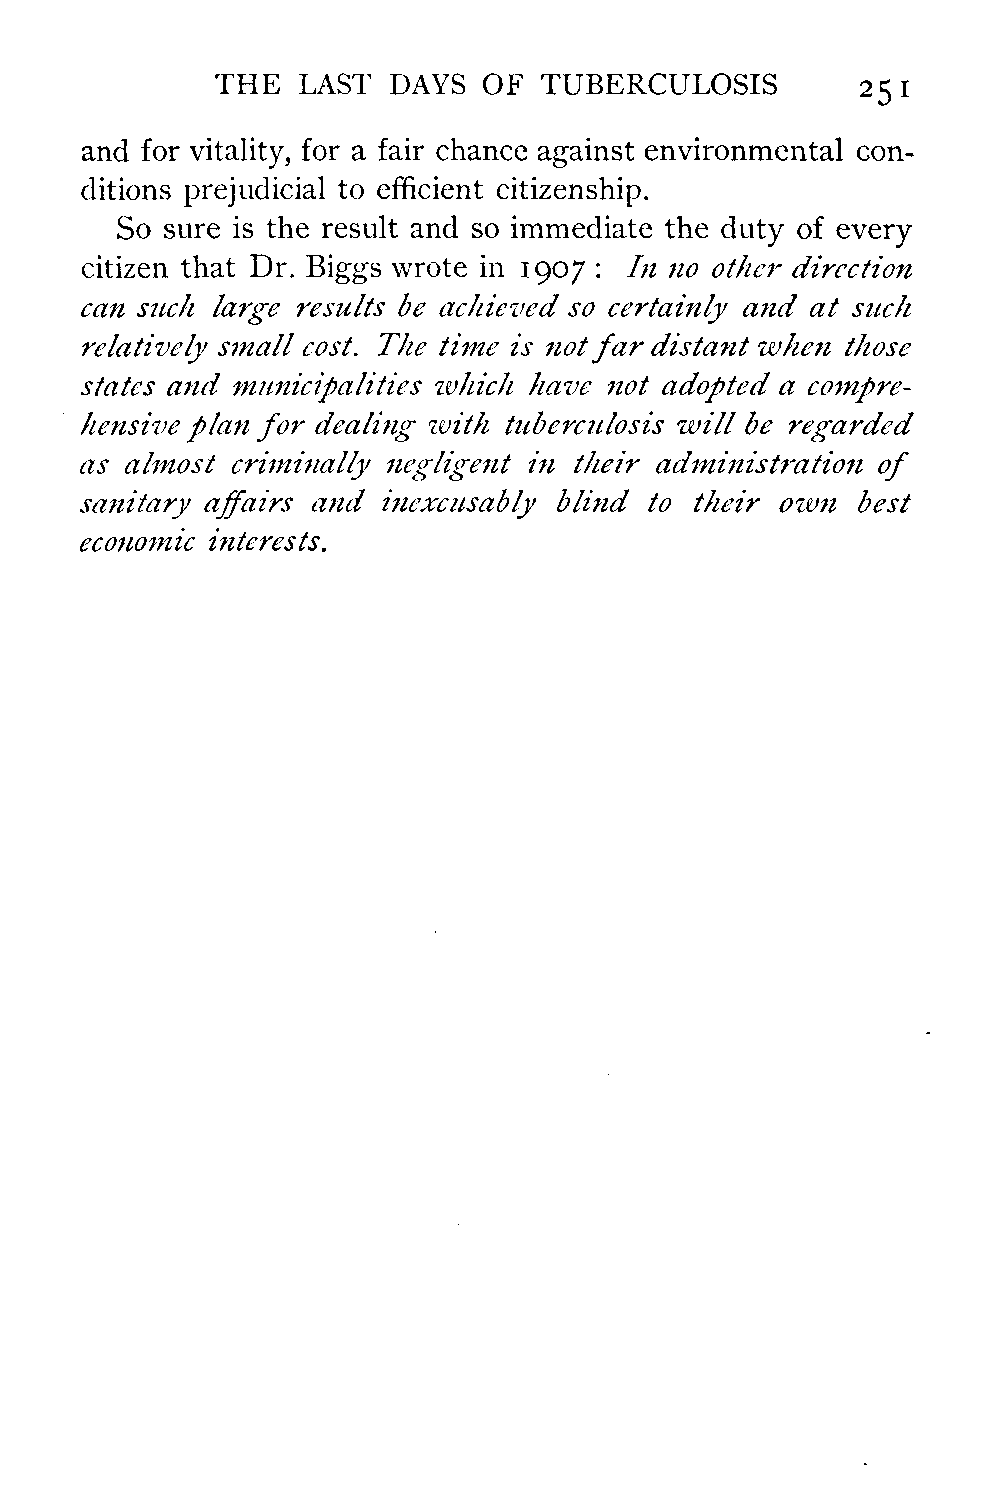 THE LAST DAYS OF TUBERCULOSIS 251
and for vitality, for a fair chance against environmental con-
ditions prejudicial to efficient citizenship.
So sure is the result and so immediate the duty of every
citizen that Dr. Biggs wrote in 1907 : In no other direction
can such large results be achieved so certainly and at such
relatively small cost. The time is not far distant when those
states and municipalities which have not adopted a compre-
hensive plan for dealing with tuberculosis will be regarded
as almost criminally negligent in their administration of
sanitary affairs and inexcusably blind to their own best
economic interests.